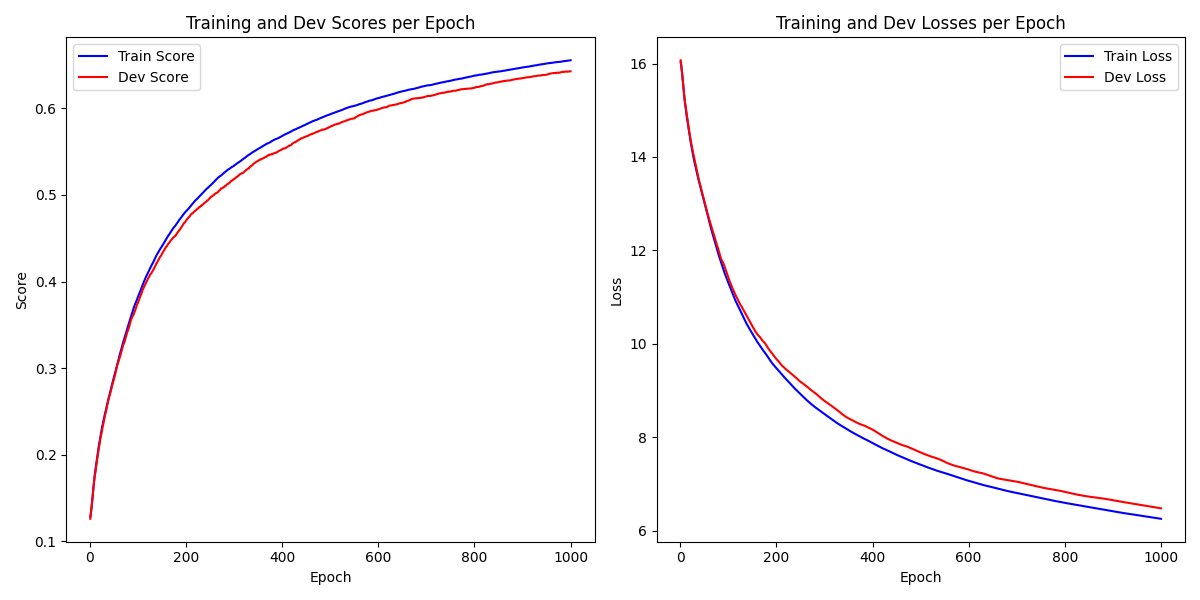 Training and Dev Scores per Epoch
Train Score
Dev Score
Score
0.6
0.5
0.4
0.3
0.2
0.1
0 200 400 600 800 1000
Epoch
Training and Dev Losses per Epoch
Train Loss
Dev Loss
Loss
16
14
12
10
8
6
0 200 400 600 800 1000
Epoch